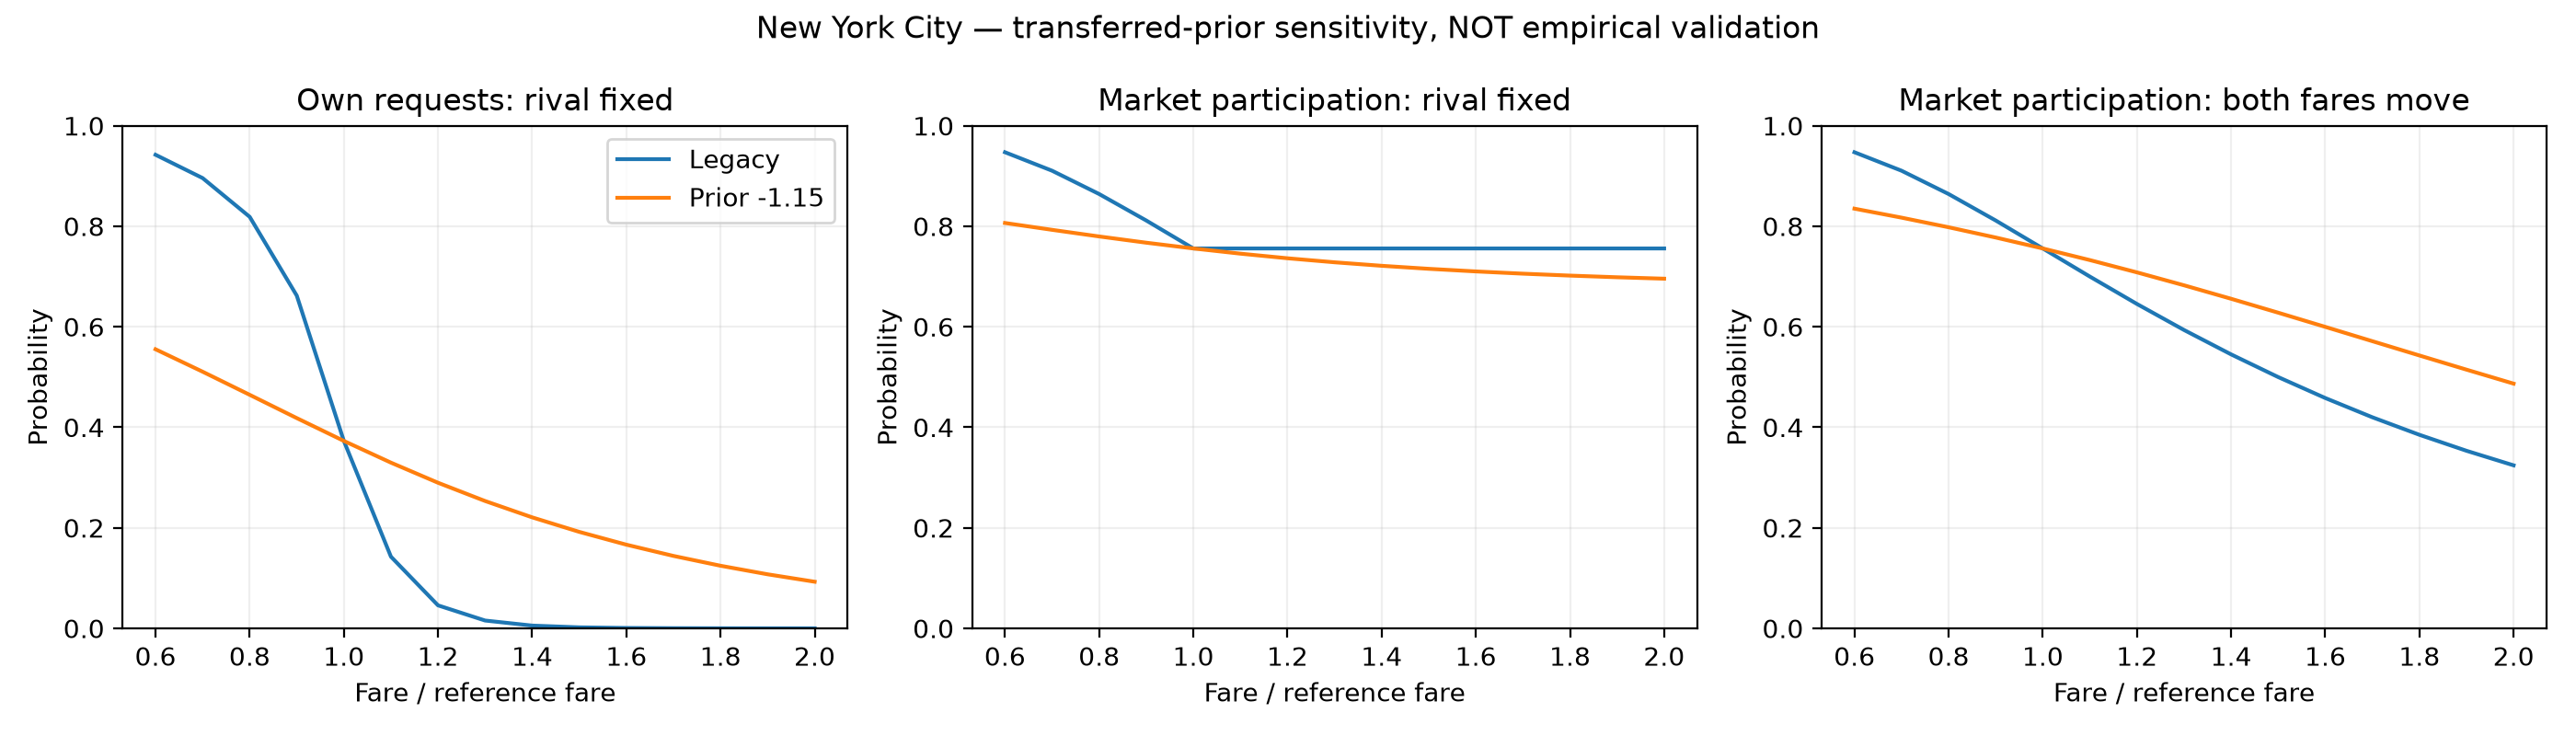 New York City — transferred-prior sensitivity, NOT empirical validation
Own requests: rival fixed
1.0
0.8
0.6
0.4
0.2
0.0
Probability
Legacy
Prior -1.15
0.6 0.8 1.0 1.2 1.4 1.6 1.8 2.0
Fare / reference fare
Market participation: rival fixed
1.0
0.8
0.6
0.4
0.2
0.0
Probability
0.6 0.8 1.0 1.2 1.4 1.6 1.8 2.0
Fare / reference fare
Market participation: both fares move
1.0
0.8
0.6
0.4
0.2
0.0
Probability
0.6 0.8 1.0 1.2 1.4 1.6 1.8 2.0
Fare / reference fare